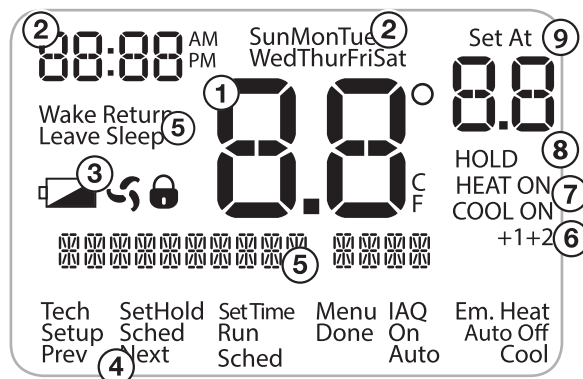 2 88:88 AM PM
SunMonTue 2
WedThurFriSat
Set At 9
8.8
1 8.8° C F
Wake Return
Leave Sleep 5
3
HOLD 8
HEAT ON 7
COOL ON
+1+2 6
5
Tech SetHold SetTime Menu IAQ Em. Heat
Setup Sched Run Done On Auto Off
Prev 4 Next Sched Auto Cool